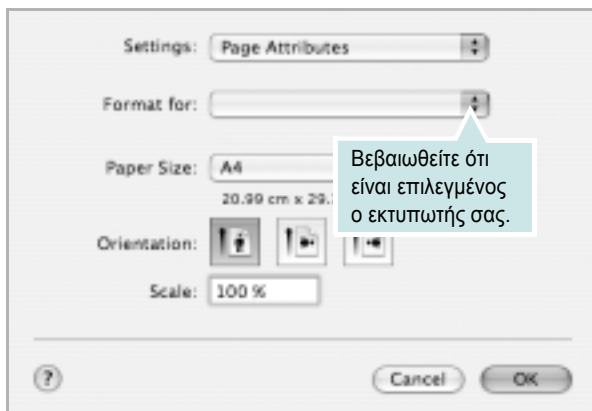 Settings: Page Attributes
Format for:
Paper Size: A4
20.99 cm x 29.
Βεβαιωθείτε ότι
είναι επιλεγμένος
ο εκτυπωτής σας.
Orientation:
Scale: 100 %
?
Cancel OK